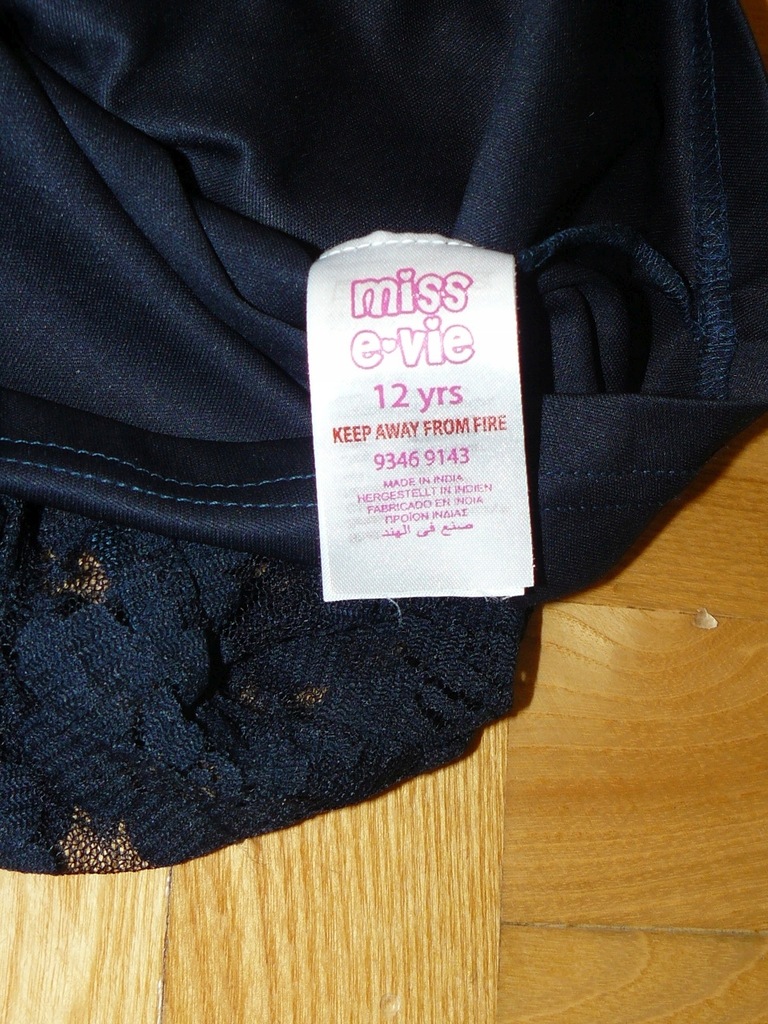 miss
e•vie
12 yrs
KEEP AWAY FROM FIRE
9346 9143
MADE IN INDIA
HERGESTELLT IN INDIEN
FABRICADO EN INDIA
ΠΡΟΪΟΝ ΙΝΔΙΑΣ
صنع في الهند